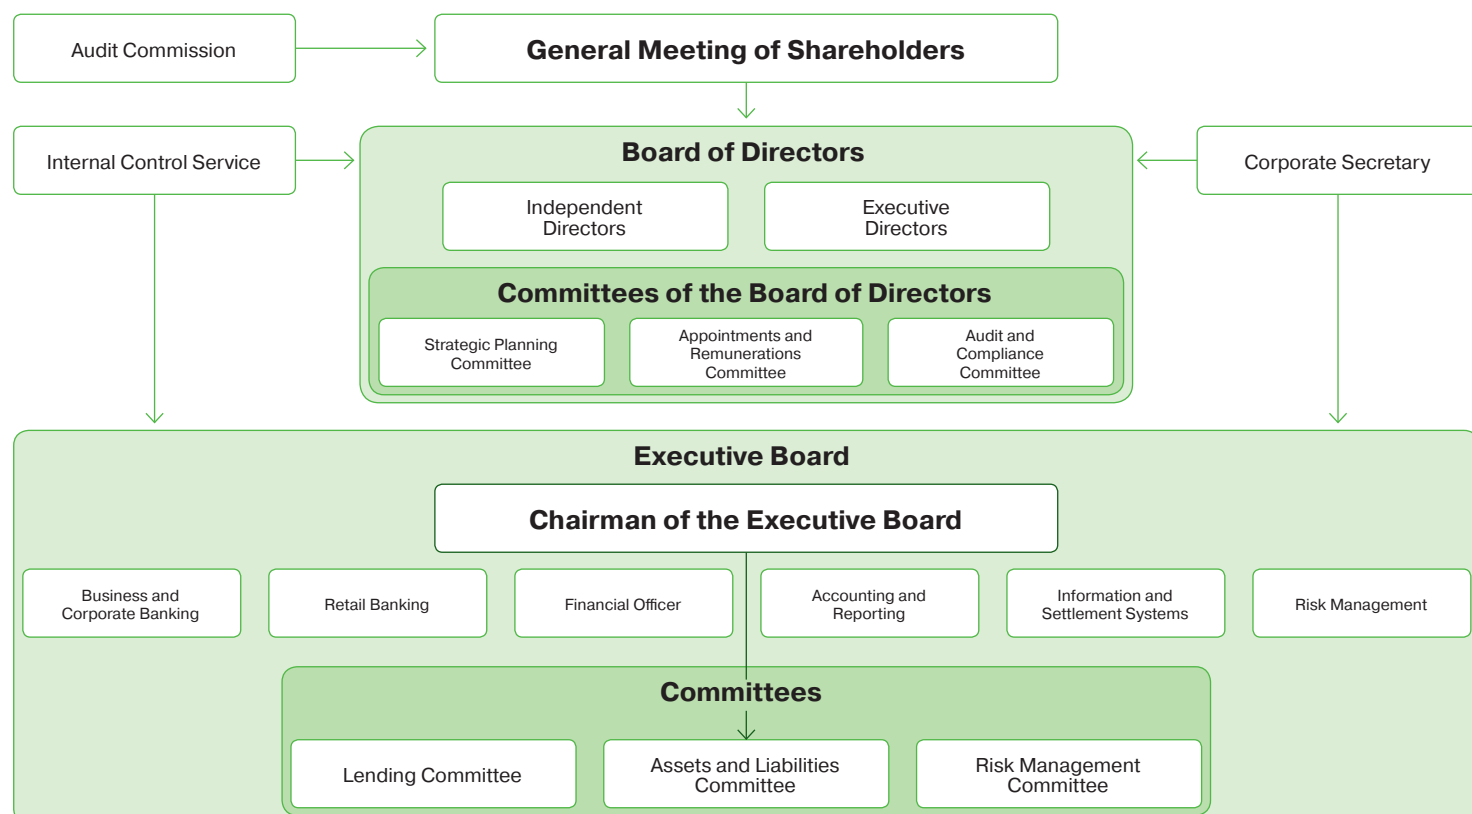 Audit Commission
General Meeting of Shareholders
Internal Control Service
Board of Directors
Corporate Secretary
Independent
Directors
Executive
Directors
Committees of the Board of Directors
Strategic Planning
Committee
Appointments and
Remunerations
Committee
Audit and
Compliance
Committee
Executive Board
Chairman of the Executive Board
Business and
Corporate Banking
Retail Banking
Financial Officer
Accounting and
Reporting
Information and
Settlement Systems
Risk Management
Committees
Lending Committee
Assets and Liabilities
Committee
Risk Management
Committee